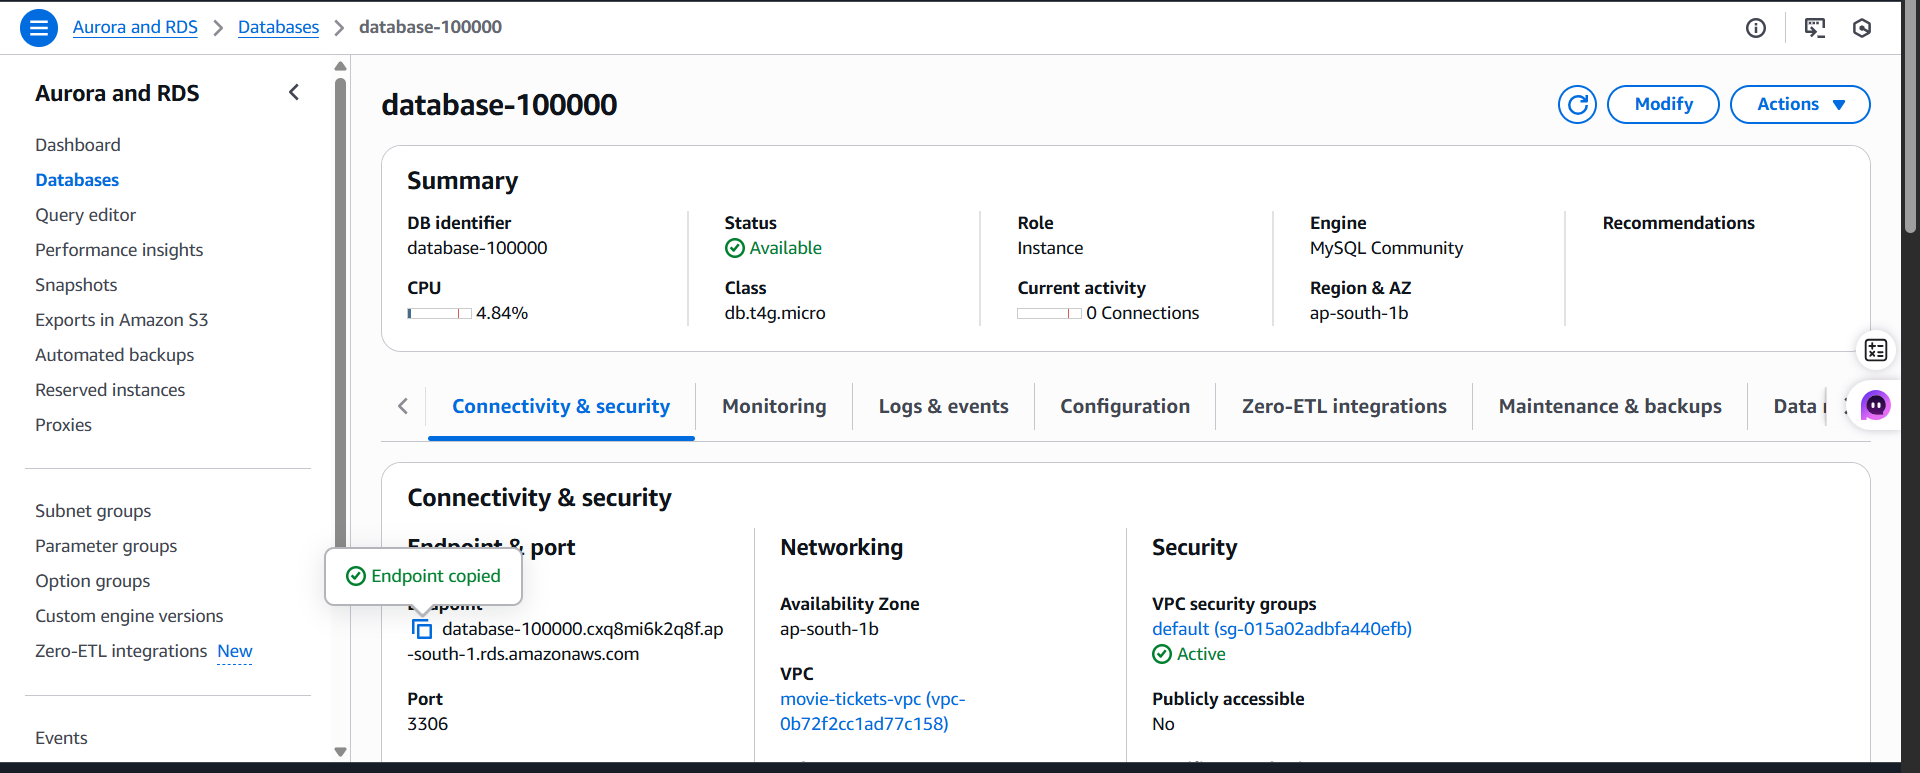 Aurora and RDS > Databases > database-100000
Aurora and RDS
Dashboard
Databases
Query editor
Performance insights
Snapshots
Exports in Amazon S3
Automated backups
Reserved instances
Proxies
Subnet groups
Parameter groups
Option groups
Custom engine versions
Zero-ETL integrations New
Events
database-100000
Modify
Actions
Summary
DB identifier
database-100000
Status
Available
Role
Instance
Engine
MySQL Community
Recommendations
CPU
4.84%
Class
db.t4g.micro
Current activity
0 Connections
Region & AZ
ap-south-1b
Connectivity & security
Monitoring
Logs & events
Configuration
Zero-ETL integrations
Maintenance & backups
Data
Connectivity & security
Endpoint & port
Endpoint copied
Endpoint
database-100000.cxq8mi6k2q8f.ap
-south-1.rds.amazonaws.com
Port
3306
Networking
Availability Zone
ap-south-1b
VPC
movie-tickets-vpc (vpc-
0b72f2cc1ad77c158)
Security
VPC security groups
default (sg-015a02adbfa440efb)
Active
Publicly accessible
No